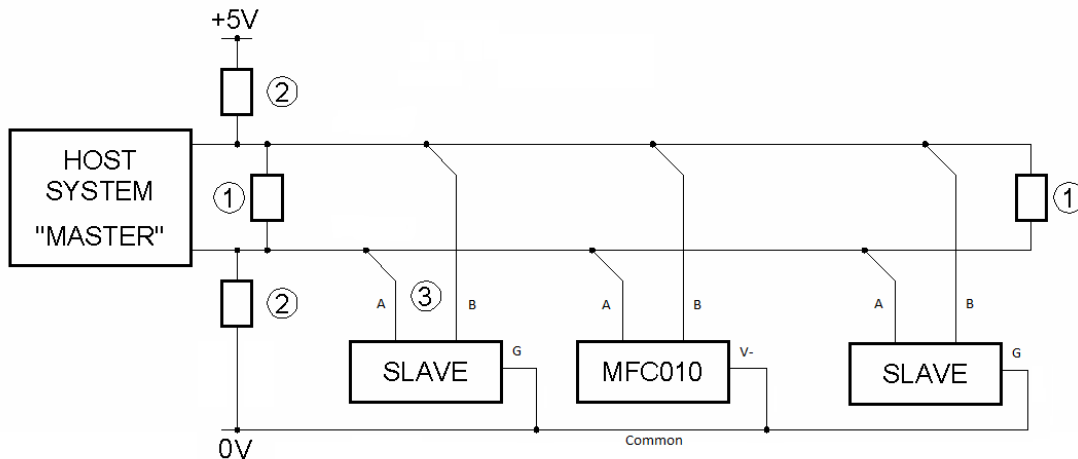 +5V
2
HOST
SYSTEM
"MASTER"
1
1
2
A
3
B
A
B
A
B
SLAVE
G
MFC010
V-
SLAVE
G
0V
Common